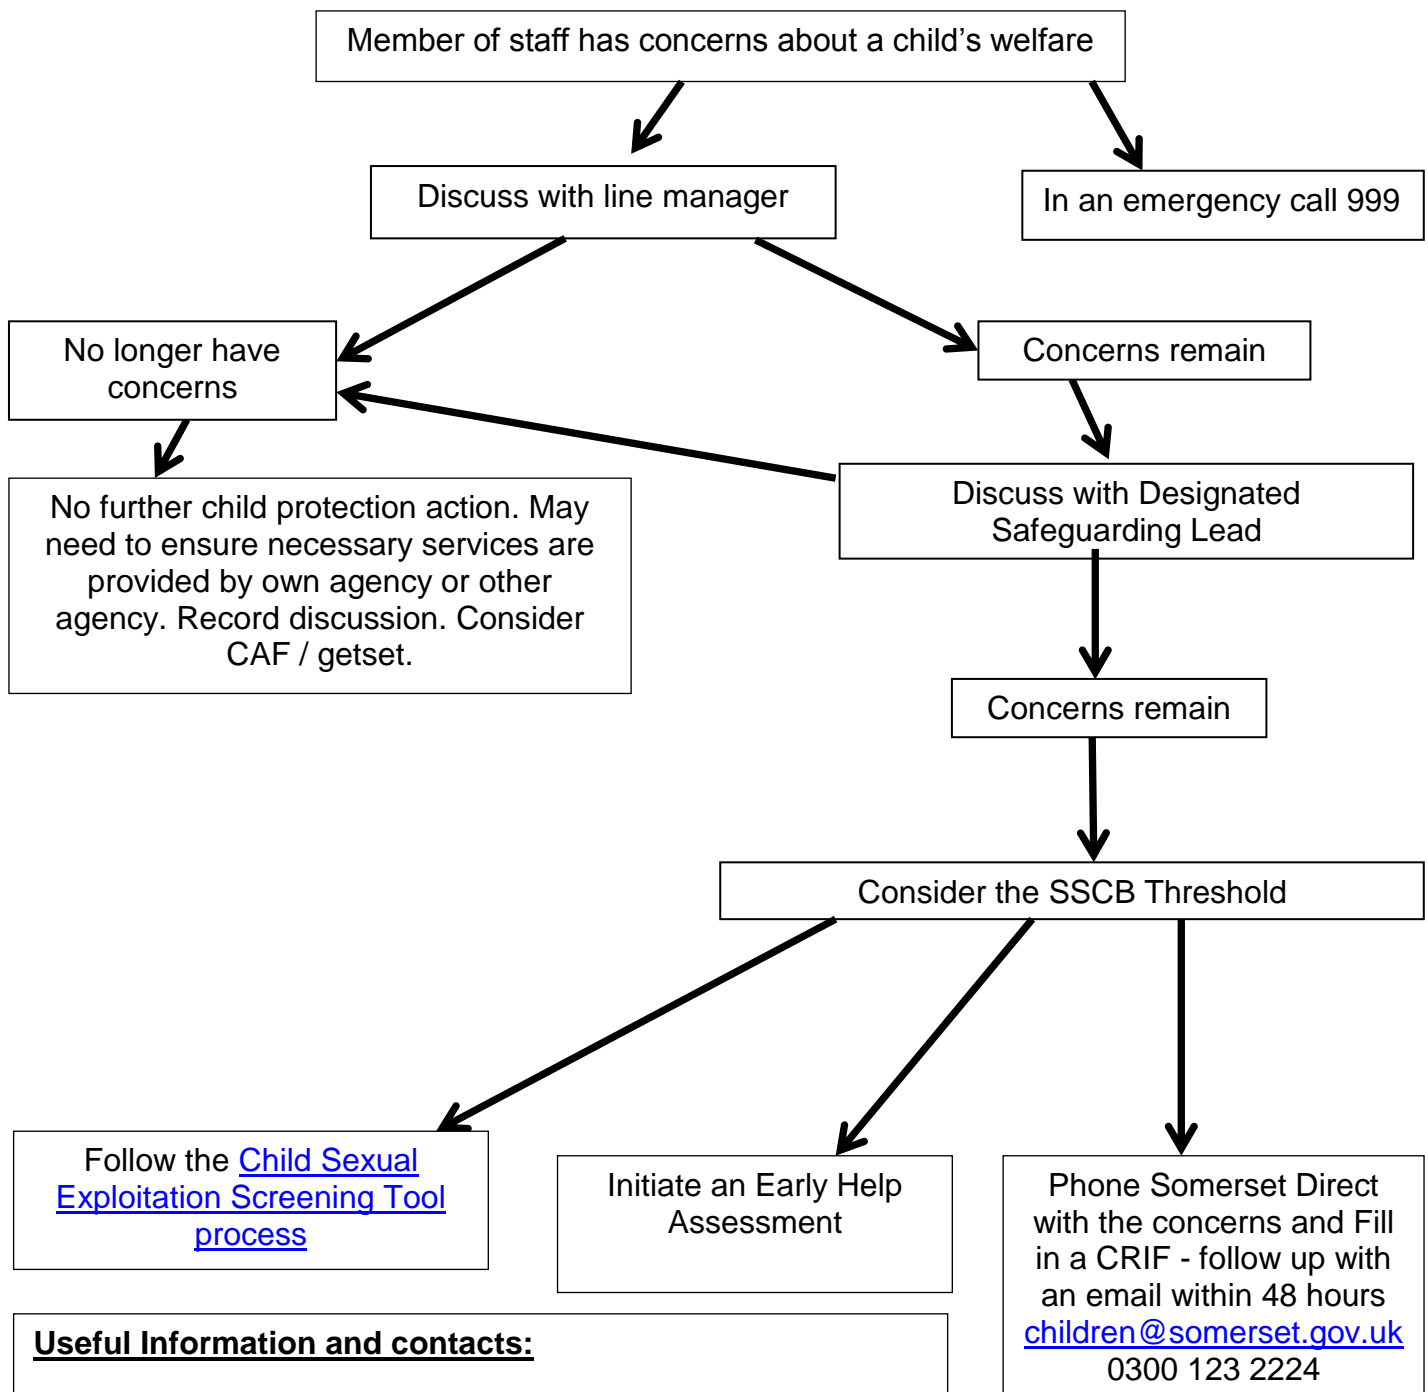 Member of staff has concerns about a child’s welfare
Discuss with line manager
In an emergency call 999
No longer have
concerns
Concerns remain
No further child protection action. May
need to ensure necessary services are
provided by own agency or other
agency. Record discussion. Consider
CAF / getset.
Discuss with Designated
Safeguarding Lead
Concerns remain
Consider the SSCB Threshold
Follow the Child Sexual
Exploitation Screening Tool
process
Initiate an Early Help
Assessment
Phone Somerset Direct
with the concerns and Fill
in a CRIF - follow up with
an email within 48 hours
children@somerset.gov.uk
0300 123 2224
Useful Information and contacts: